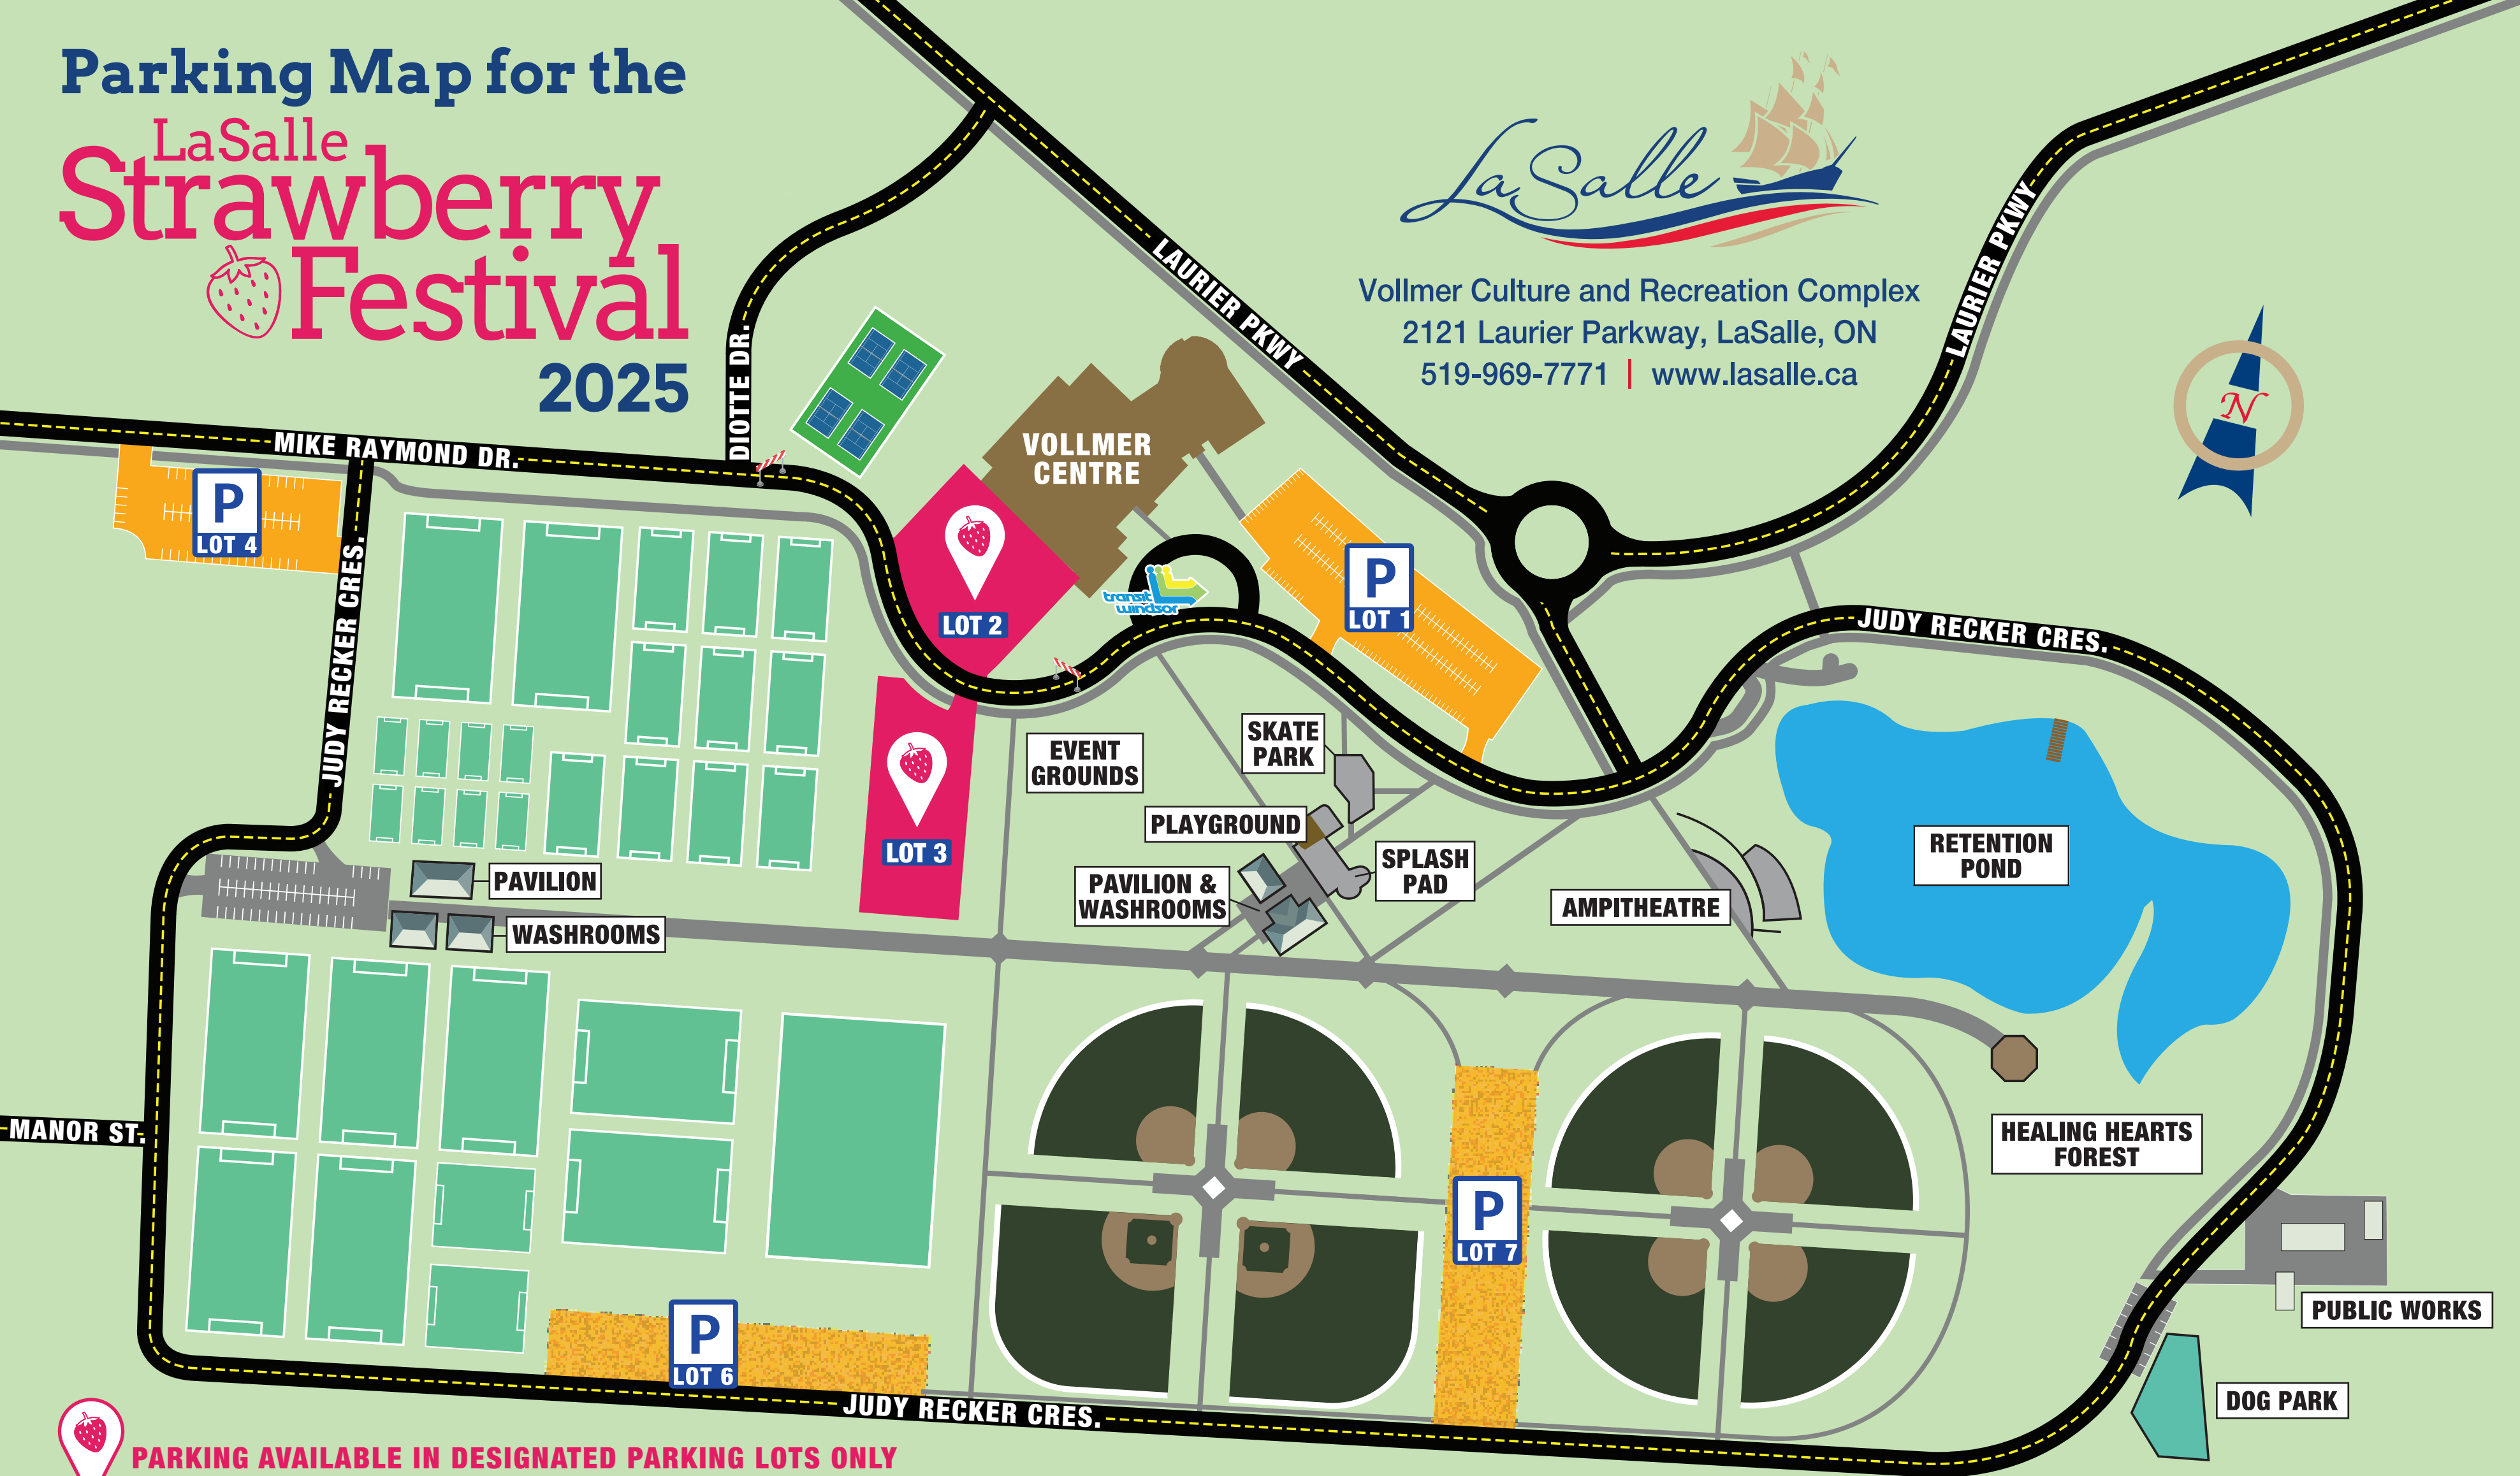 Parking Map for the
LaSalle
Strawberry
Festival
2025
LaSalle
Vollmer Culture and Recreation Complex
2121 Laurier Parkway, LaSalle, ON
519-969-7771 | www.lasalle.ca
LAURIER PKWY
LAURIER PKWY
N
DIOTTE DR.
MIKE RAYMOND DR.
VOLLMER
CENTRE
P
LOT 4
JUDY RECKER CRES.
LOT 2
transit
windsor
P
LOT 1
JUDY RECKER CRES.
EVENT
GROUNDS
SKATE
PARK
PLAYGROUND
LOT 3
SPLASH
PAD
PAVILION &
WASHROOMS
RETENTION
POND
PAVILION
WASHROOMS
AMPITHEATRE
MANOR ST.
HEALING HEARTS
FOREST
P
LOT 7
P
LOT 6
PUBLIC WORKS
DOG PARK
JUDY RECKER CRES.
PARKING AVAILABLE IN DESIGNATED PARKING LOTS ONLY